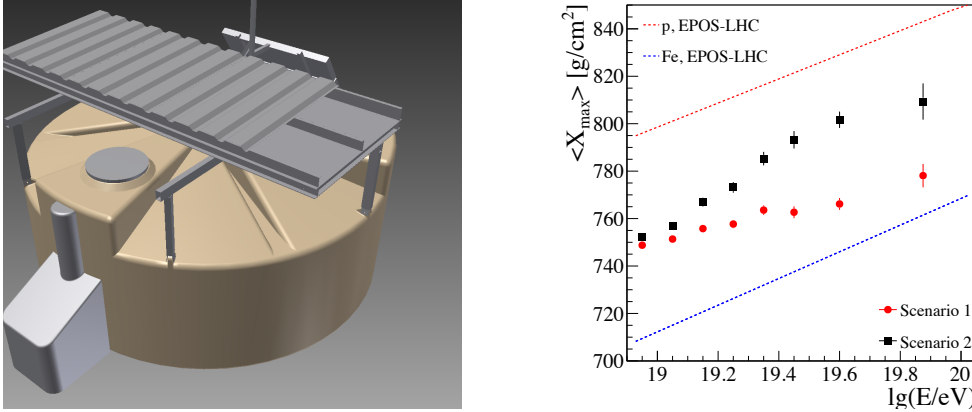 <X_max> [g/cm²]
850
840
820
800
780
760
740
720
700
p, EPOS-LHC
Fe, EPOS-LHC
Scenario 1
Scenario 2
19 19.2 19.4 19.6 19.8 20
lg(E/eV)